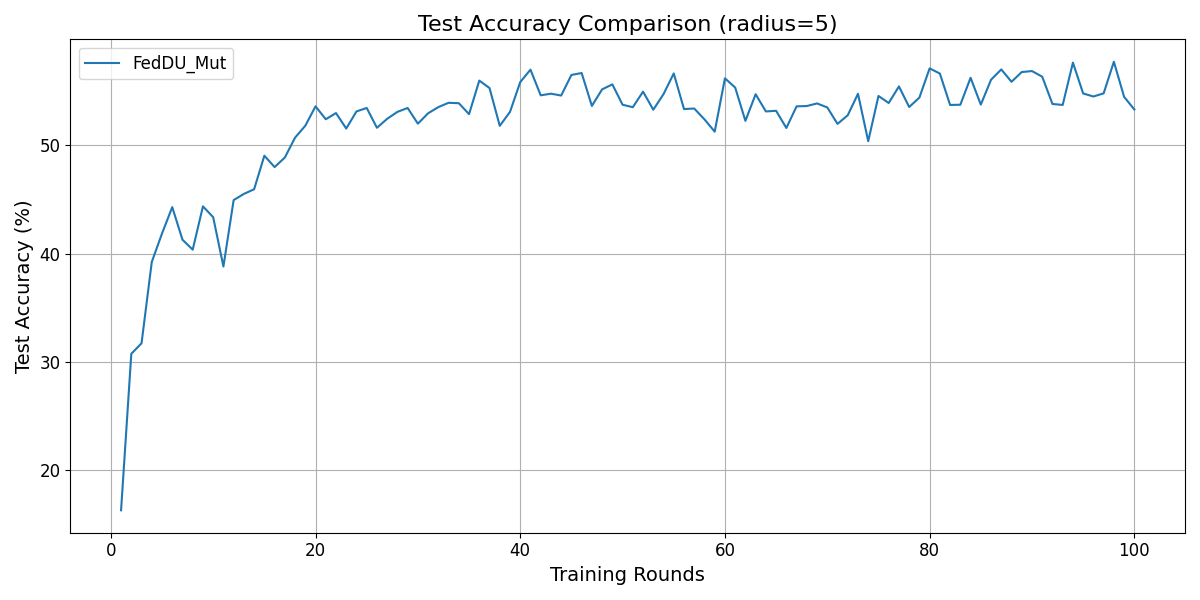 Test Accuracy Comparison (radius=5)
FedDU_Mut
Test Accuracy (%)
50
40
30
20
0 20 40 60 80 100
Training Rounds